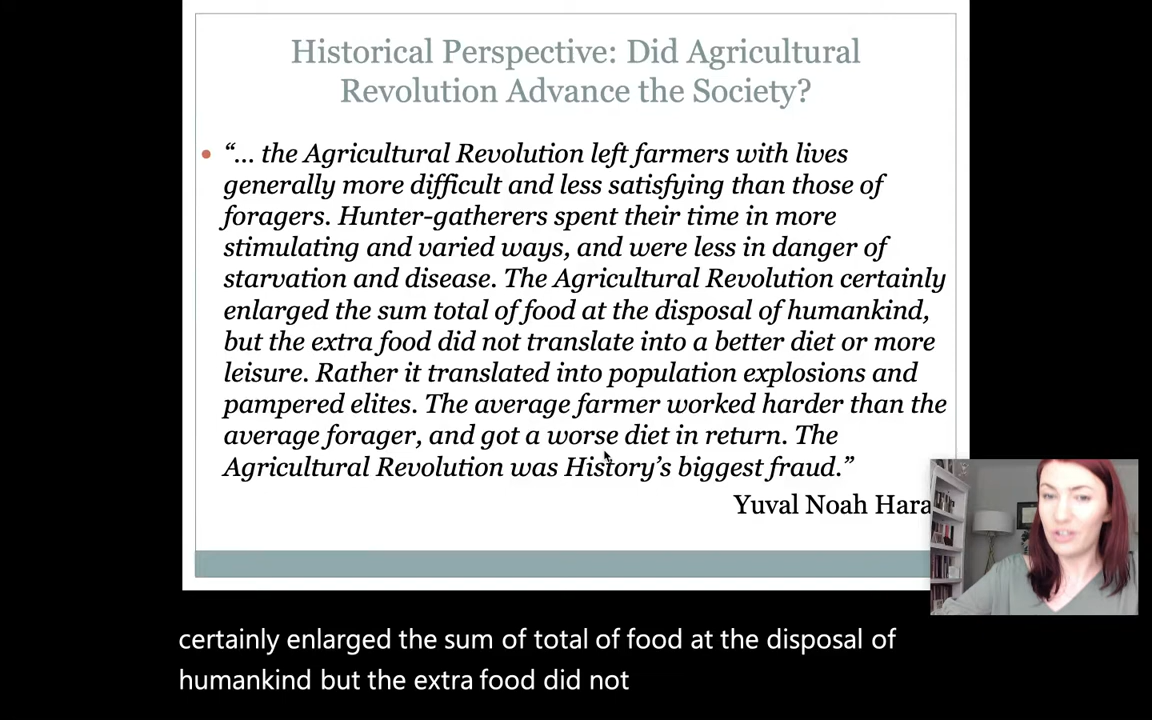 Historical Perspective: Did Agricultural
Revolution Advance the Society?
“... the Agricultural Revolution left farmers with lives
generally more difficult and less satisfying than those of
foragers. Hunter-gatherers spent their time in more
stimulating and varied ways, and were less in danger of
starvation and disease. The Agricultural Revolution certainly
enlarged the sum total of food at the disposal of humankind,
but the extra food did not translate into a better diet or more
leisure. Rather it translated into population explosions and
pampered elites. The average farmer worked harder than the
average forager, and got a worse diet in return. The
Agricultural Revolution was History’s biggest fraud.”
Yuval Noah Hara
certainly enlarged the sum of total of food at the disposal of
humankind but the extra food did not